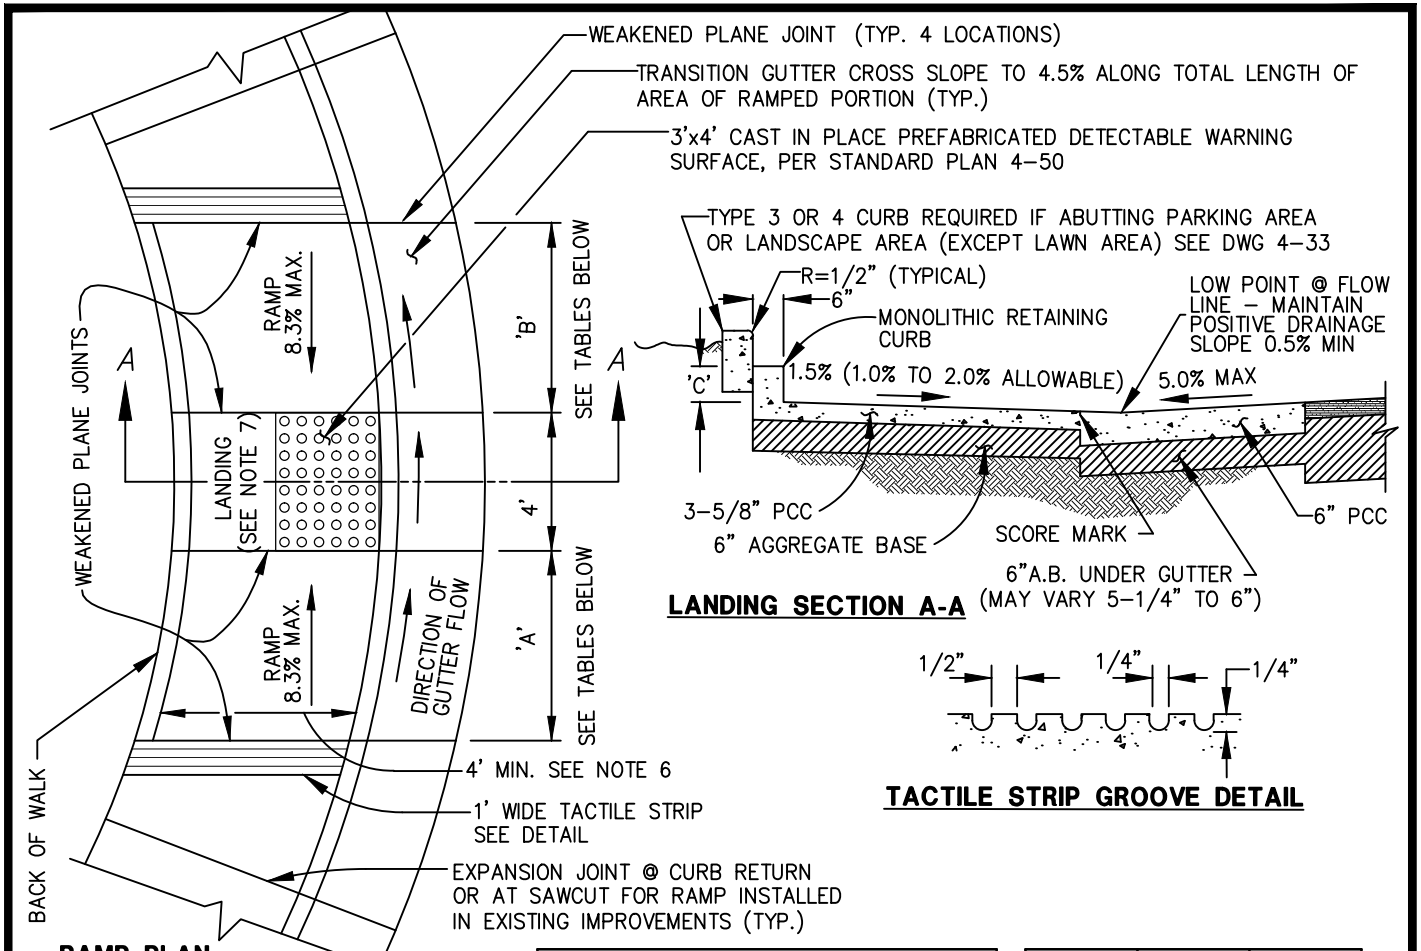 WEAKENED PLANE JOINT (TYP. 4 LOCATIONS)
TRANSITION GUTTER CROSS SLOPE TO 4.5% ALONG TOTAL LENGTH OF
AREA OF RAMPED PORTION (TYP.)
3'x4' CAST IN PLACE PREFABRICATED DETECTABLE WARNING
SURFACE, PER STANDARD PLAN 4-50
TYPE 3 OR 4 CURB REQUIRED IF ABUTTING PARKING AREA
OR LANDSCAPE AREA (EXCEPT LAWN AREA) SEE DWG 4-33
R=1/2" (TYPICAL)
6"
MONOLITHIC RETAINING
CURB
LOW POINT @ FLOW
LINE - MAINTAIN
POSITIVE DRAINAGE
SLOPE 0.5% MIN
'C'
1.5% (1.0% TO 2.0% ALLOWABLE)
5.0% MAX
3-5/8" PCC
6" AGGREGATE BASE
SCORE MARK
6" PCC
6"A.B. UNDER GUTTER
(MAY VARY 5-1/4" TO 6")
LANDING SECTION A-A
1/2"
1/4"
1/4"
TACTILE STRIP GROOVE DETAIL
RAMP
8.3% MAX.
'B'
SEE TABLES BELOW
A
A
WEAKENED PLANE JOINTS
LANDING
(SEE NOTE 7)
4'
RAMP
8.3% MAX.
DIRECTION OF
GUTTER FLOW
'A'
SEE TABLES BELOW
4' MIN. SEE NOTE 6
1' WIDE TACTILE STRIP
SEE DETAIL
EXPANSION JOINT @ CURB RETURN
OR AT SAWCUT FOR RAMP INSTALLED
IN EXISTING IMPROVEMENTS (TYP.)
BACK OF WALK
RAMP PLAN